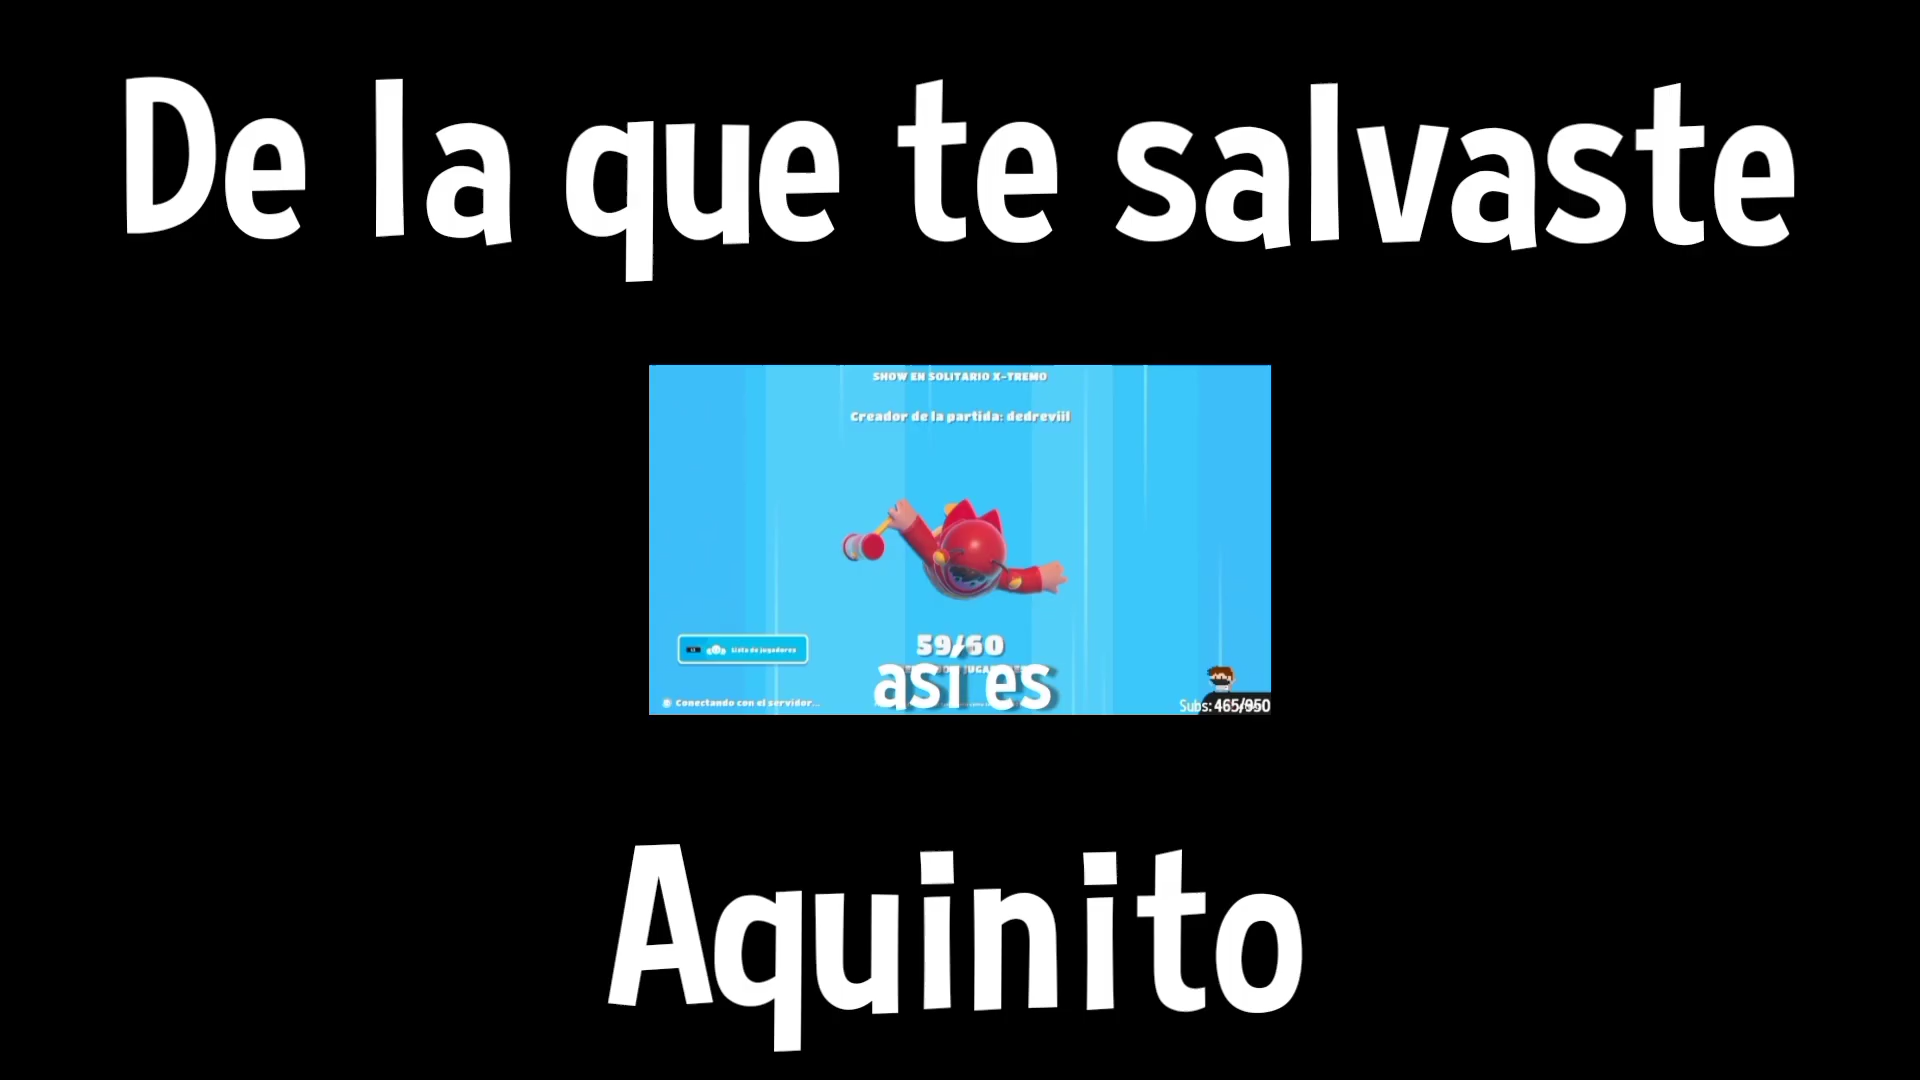 De la que te salvaste
SHOW EN SOLITARIO X-TREMO
Creador de la partida: dedreviil
59/60
Lista de jugadores
así es
Conectando con el servidor...
Subs: 465/950
Aquinito